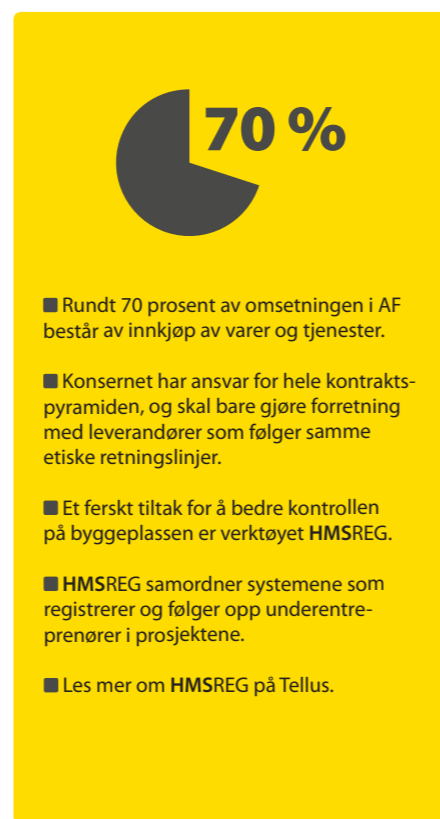 70 %
■ Rundt 70 prosent av omsetningen i AF
består av innkjøp av varer og tjenester.
■ Konsernet har ansvar for hele kontrakts-
pyramiden, og skal bare gjøre forretning
med leverandører som følger samme
etiske retningslinjer.
■ Et ferskt tiltak for å bedre kontrollen
på byggeplassen er verktøyet HMSREG.
■ HMSREG samordner systemene som
registrerer og følger opp underentre-
prenører i prosjektene.
■ Les mer om HMSREG på Tellus.